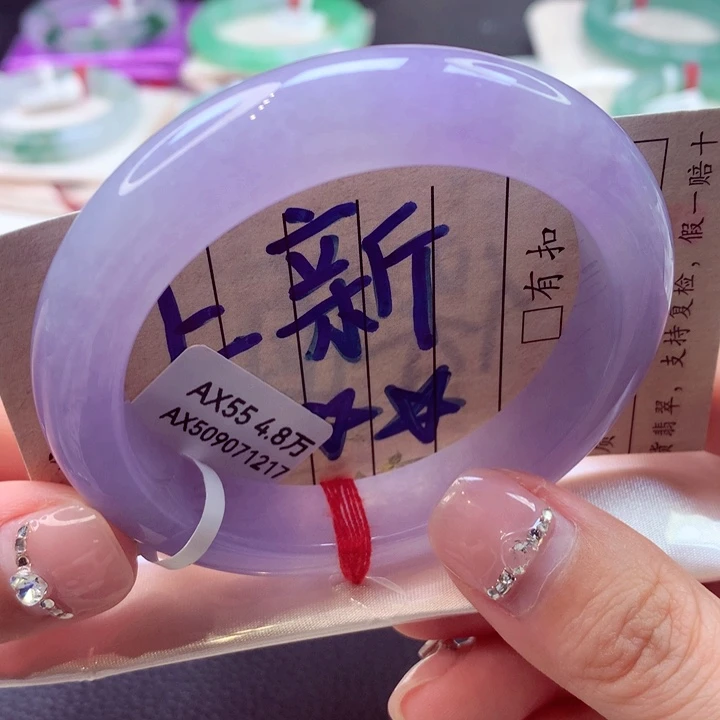 上新
AX55 4.8万
AX509071217
□有扣
货翡翠，支持复检，假一赔十